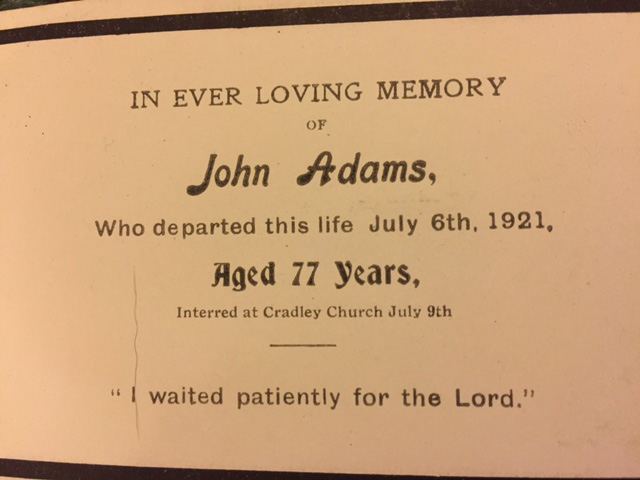 IN EVER LOVING MEMORY
OF
John Adams,
Who departed this life July 6th, 1921,
Aged 77 Years,
Interred at Cradley Church July 9th
“I waited patiently for the Lord.”